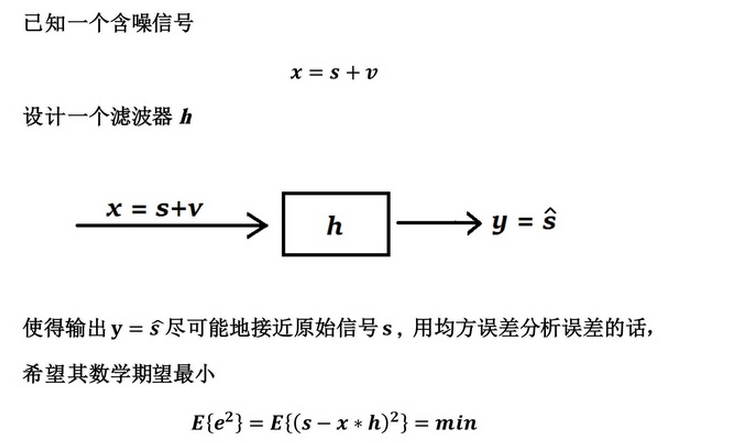 已知一个含噪信号
x = s + v
设计一个滤波器 h
x = s+v
h
y = ŝ
使得输出 y = ŝ 尽可能地接近原始信号 s，用均方误差分析误差的话，
希望其数学期望最小
E{e²} = E{(s − x ∗ h)²} = min